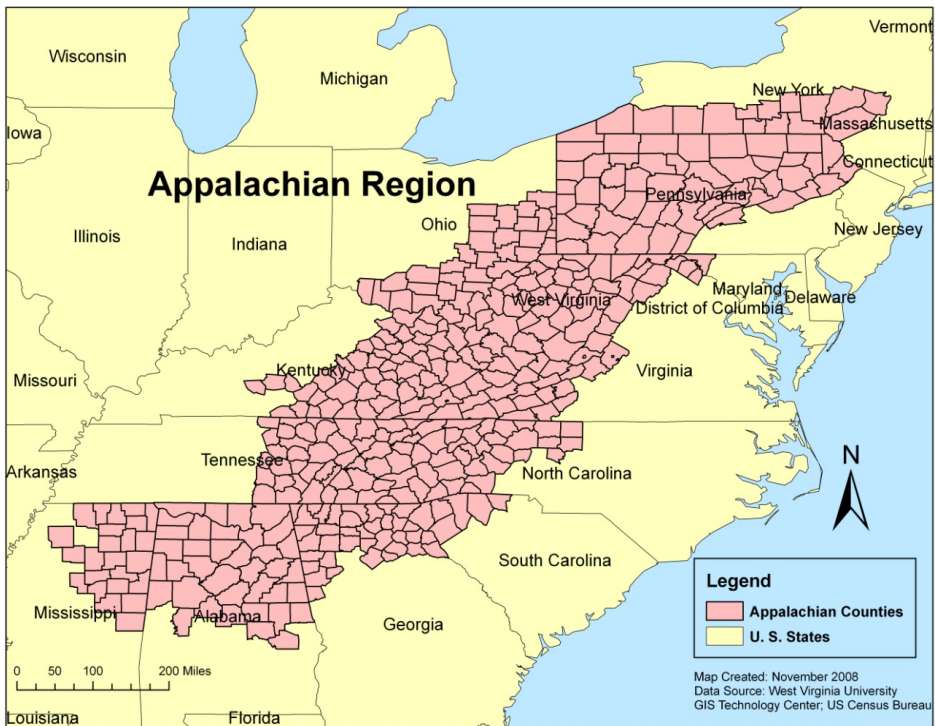 Vermont
Wisconsin
Michigan
New York
Iowa
Massachusetts
Connecticut
Appalachian Region
Pennsylvania
Ohio
New Jersey
Illinois
Indiana
Maryland
Delaware
West Virginia
District of Columbia
Kentucky
Virginia
Missouri
Tennessee
Arkansas
North Carolina
N
South Carolina
Legend
Appalachian Counties
U. S. States
Mississippi
Alabama
Georgia
0 50 100 200 Miles
Map Created: November 2008
Data Source: West Virginia University
GIS Technology Center; US Census Bureau
Louisiana
Florida